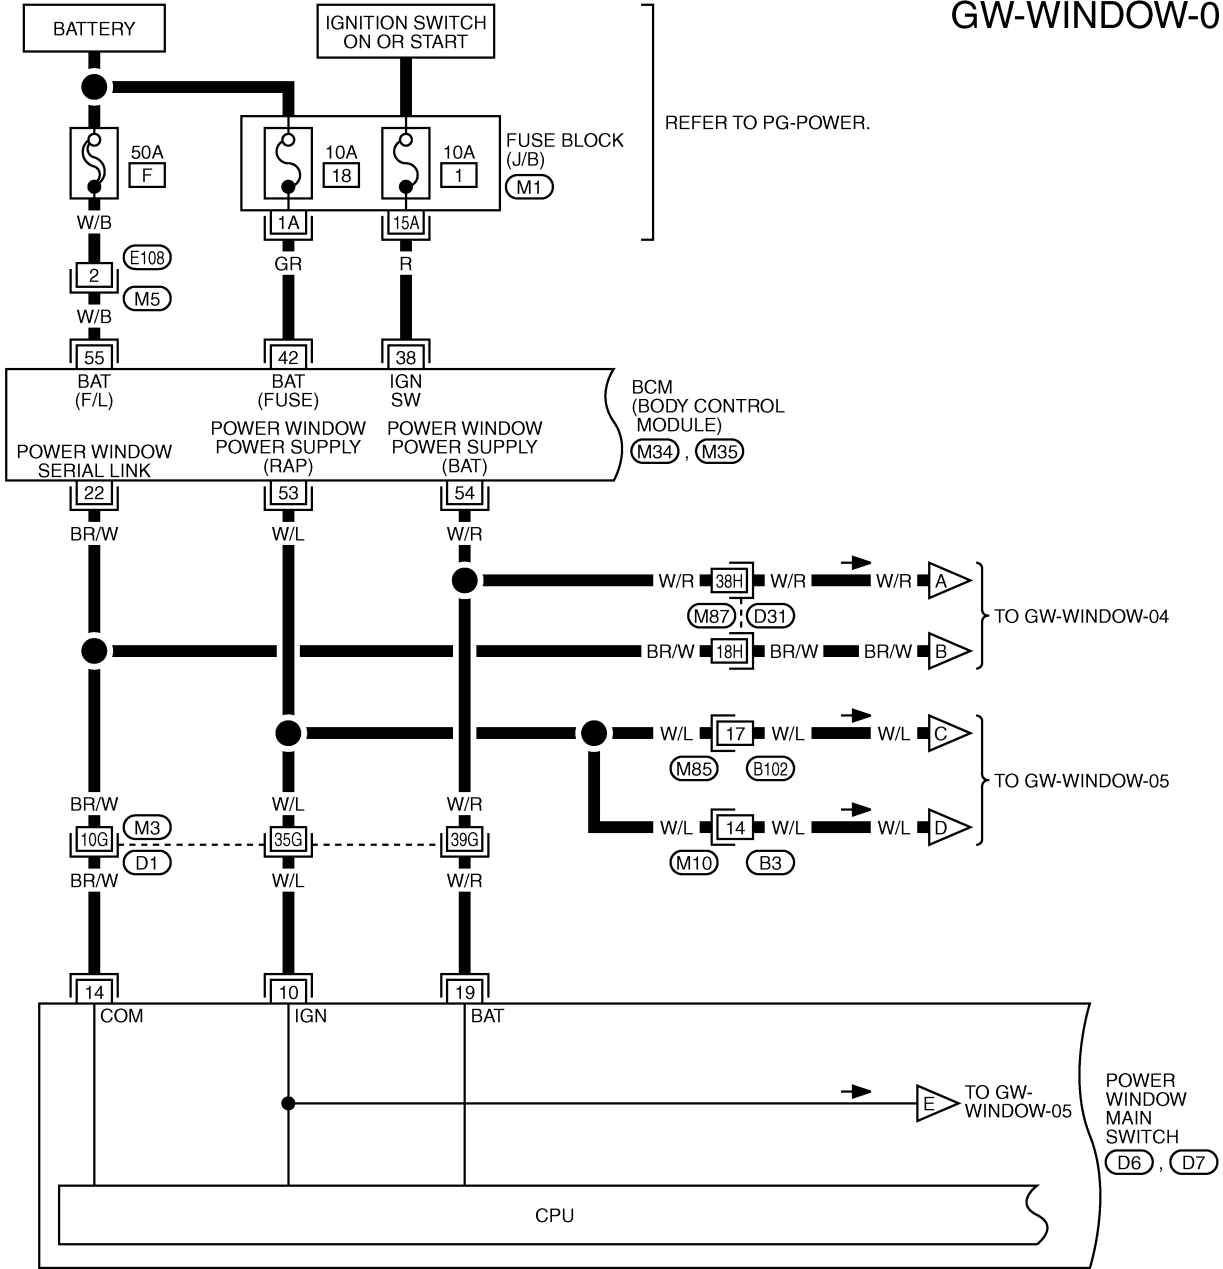 GW-WINDOW-0
BATTERY
IGNITION SWITCH
ON OR START
REFER TO PG-POWER.
50A
F
10A
18
10A
1
FUSE BLOCK
(J/B)
M1
1A
15A
W/B
GR
R
E108
2
M5
W/B
55
42
38
BAT
(F/L)
BAT
(FUSE)
IGN
SW
BCM
(BODY CONTROL
MODULE)
M34 , M35
POWER WINDOW
SERIAL LINK
POWER WINDOW
POWER SUPPLY
(RAP)
POWER WINDOW
POWER SUPPLY
(BAT)
22
53
54
BR/W
W/L
W/R
W/R
38H
W/R
W/R
A
M87
D31
TO GW-WINDOW-04
BR/W
18H
BR/W
BR/W
B
W/L
17
W/L
W/L
C
M85
B102
TO GW-WINDOW-05
W/L
14
W/L
W/L
D
M10
B3
BR/W
W/L
W/R
10G
M3
35G
39G
D1
BR/W
W/L
W/R
14
10
19
COM
IGN
BAT
E
TO GW-
WINDOW-05
POWER
WINDOW
MAIN
SWITCH
D6 , D7
CPU